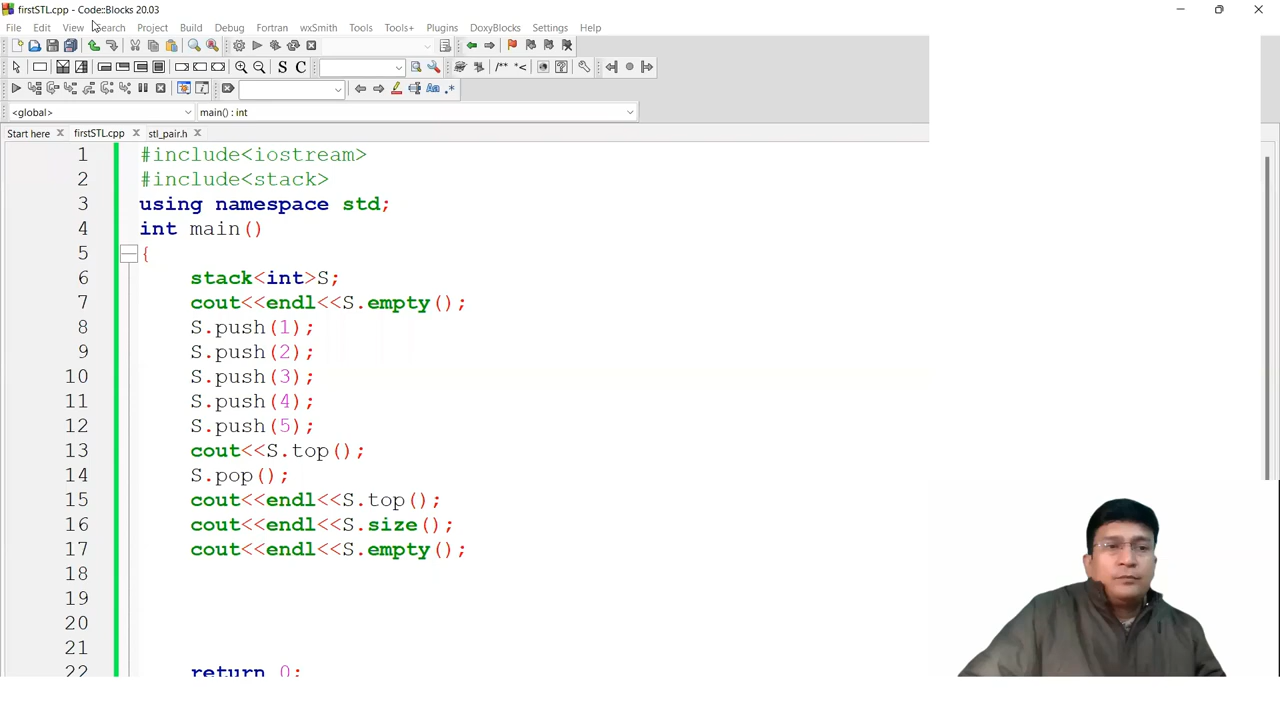 firstSTL.cpp - Code::Blocks 20.03
File Edit View Search Project Build Debug Fortran wxSmith Tools Tools+ Plugins DoxyBlocks Settings Help
S C /** *<
Aa .*
<global> main() : int
Start here firstSTL.cpp stl_pair.h
1 #include<iostream>
2 #include<stack>
3 using namespace std;
4 int main()
5 {
6 stack<int>S;
7 cout<<endl<<S.empty();
8 S.push(1);
9 S.push(2);
10 S.push(3);
11 S.push(4);
12 S.push(5);
13 cout<<S.top();
14 S.pop();
15 cout<<endl<<S.top();
16 cout<<endl<<S.size();
17 cout<<endl<<S.empty();
18
19
20
21
22 return 0;